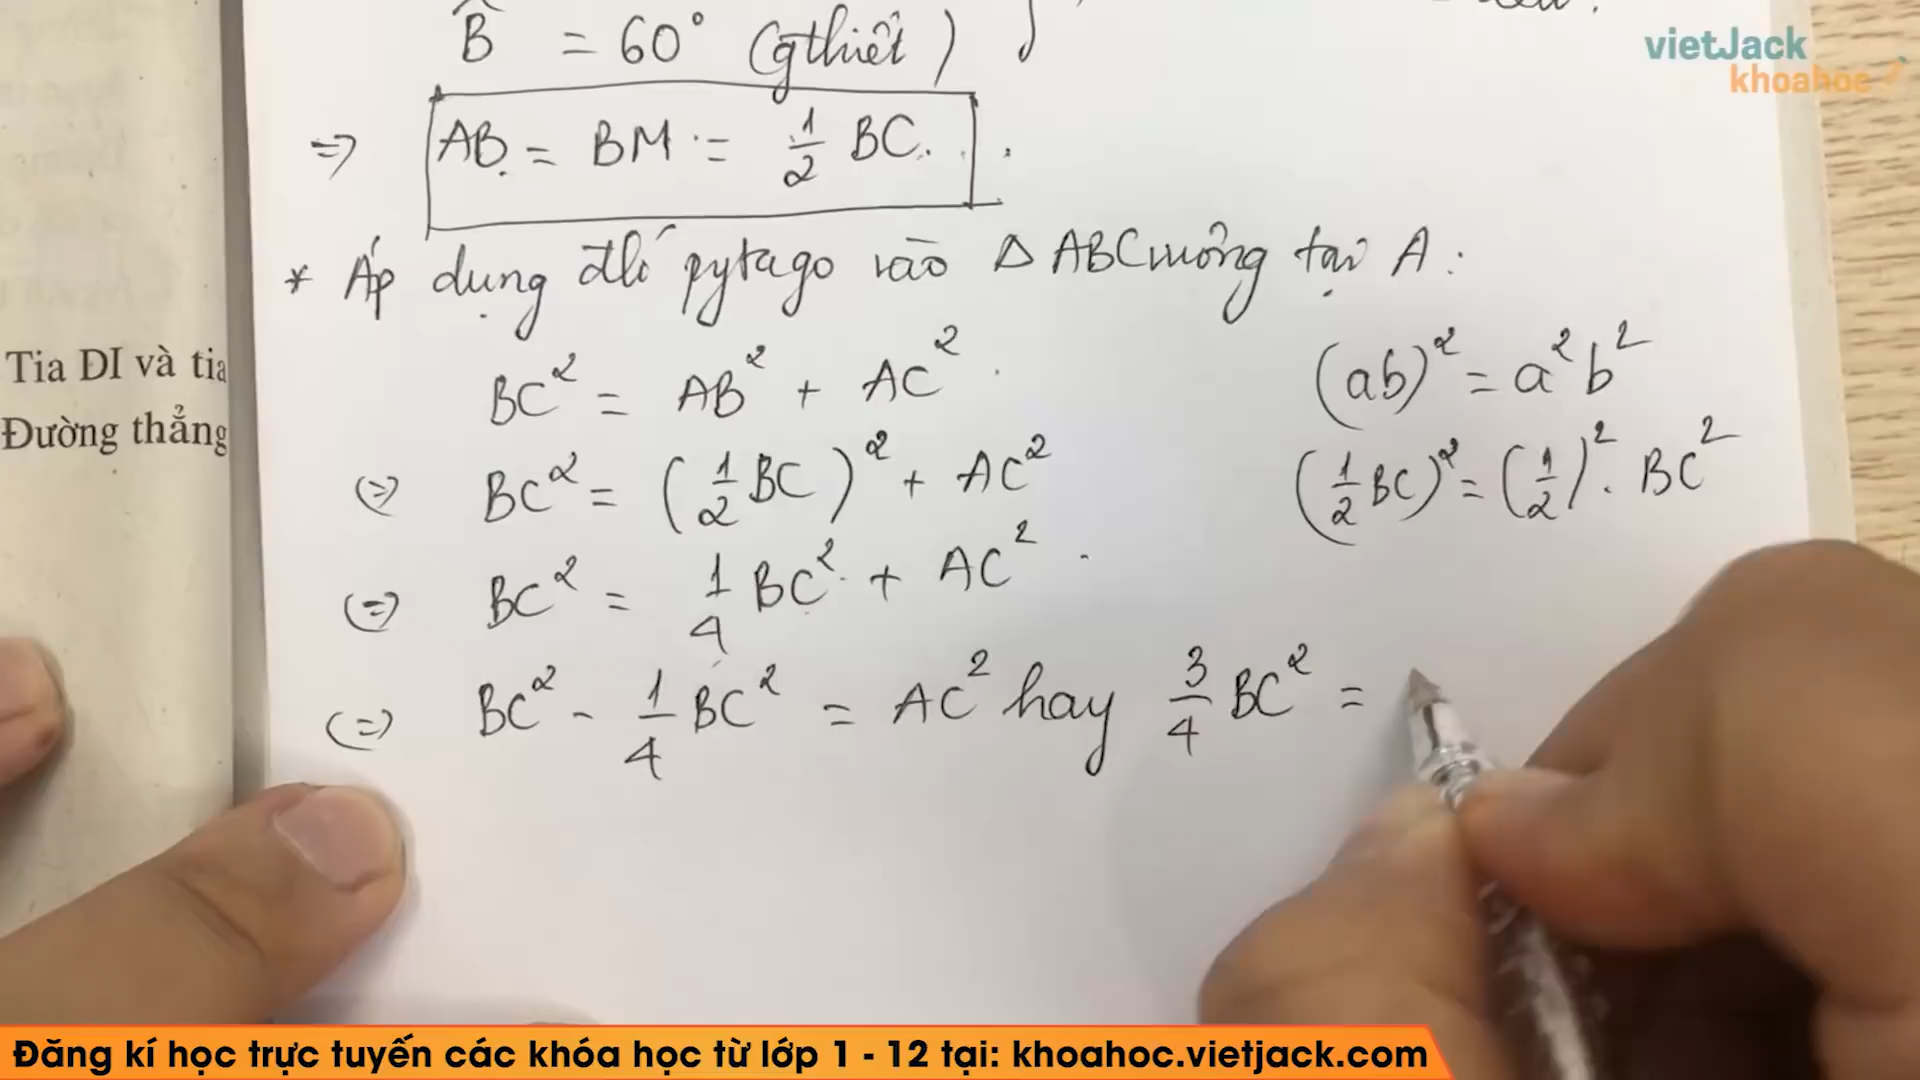 vietJack
khoahoc
B̂ = 60° (gthiết)
=> AB = BM = 1/2 BC.
* Áp dụng đlí pytago vào Δ ABC vuông tại A:
BC² = AB² + AC²
(ab)² = a²b²
(=) BC² = (1/2 BC)² + AC²
(1/2 BC)² = (1/2)² . BC²
(=) BC² = 1/4 BC² + AC²
(=) BC² - 1/4 BC² = AC² hay 3/4 BC² =
Tia DI và tia
Đường thẳng
Đăng kí học trực tuyến các khóa học từ lớp 1 - 12 tại: khoahoc.vietjack.com